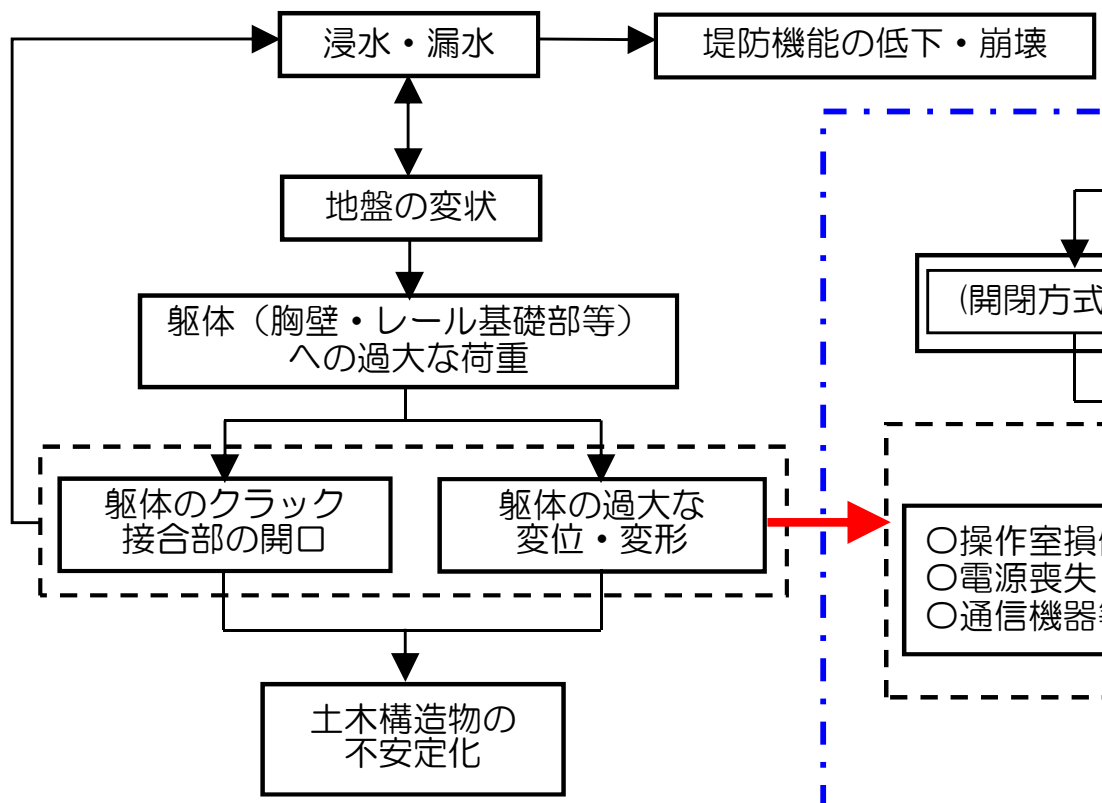 浸水・漏水
堤防機能の低下・崩壊
地盤の変状
(開閉方式
躯体（胸壁・レール基礎部等）
への過大な荷重
躯体のクラック
接合部の開口
躯体の過大な
変位・変形
〇操作室損
〇電源喪失
〇通信機器
土木構造物の
不安定化